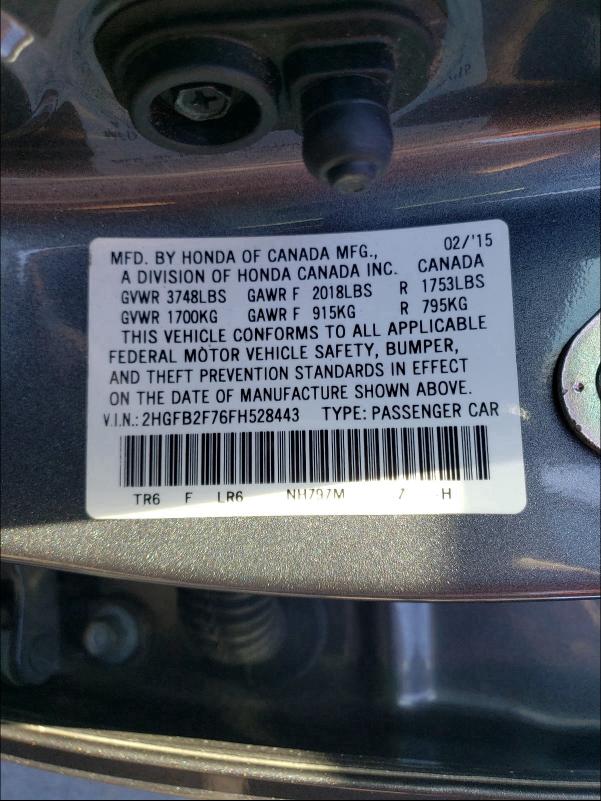 MFD. BY HONDA OF CANADA MFG., 02/'15
A DIVISION OF HONDA CANADA INC. CANADA
GVWR 3748LBS GAWR F 2018LBS R 1753LBS
GVWR 1700KG GAWR F 915KG R 795KG
THIS VEHICLE CONFORMS TO ALL APPLICABLE
FEDERAL MOTOR VEHICLE SAFETY, BUMPER,
AND THEFT PREVENTION STANDARDS IN EFFECT
ON THE DATE OF MANUFACTURE SHOWN ABOVE.
V.I.N.: 2HGFB2F76FH528443 TYPE: PASSENGER CAR
TR6 F LR6 NH797M 7 -H